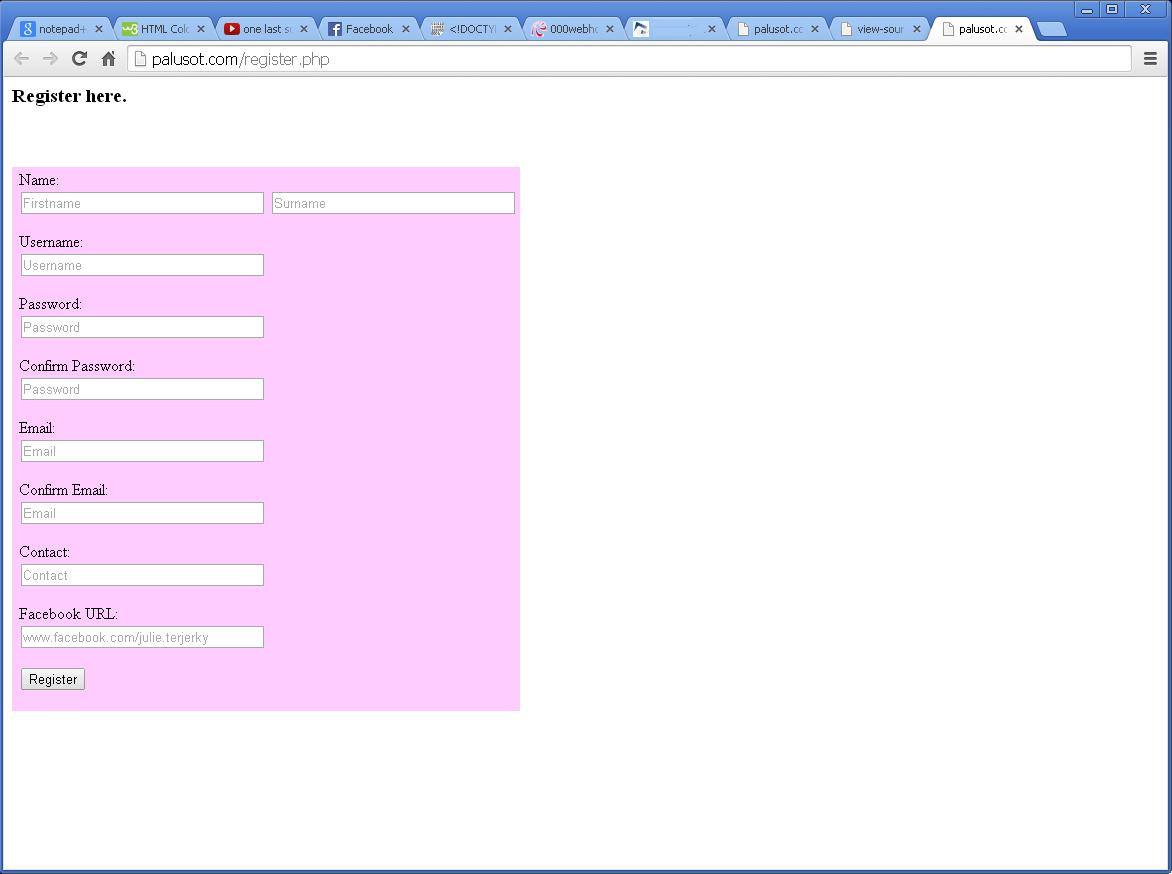 notepad+ HTML Colo one last so Facebook <!DOCTY 000webho palusot.co view-sour palusot.co
palusot.com/register.php
Register here.
Name:
Firstname Surname
Username:
Username
Password:
Password
Confirm Password:
Password
Email:
Email
Confirm Email:
Email
Contact:
Contact
Facebook URL:
www.facebook.com/julie.terjerky
Register